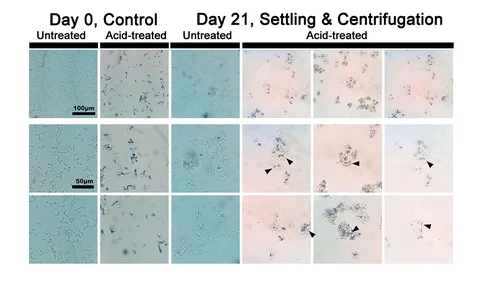 Day 0, Control Day 21, Settling & Centrifugation
Untreated Acid-treated Untreated Acid-treated
100µm
50µm